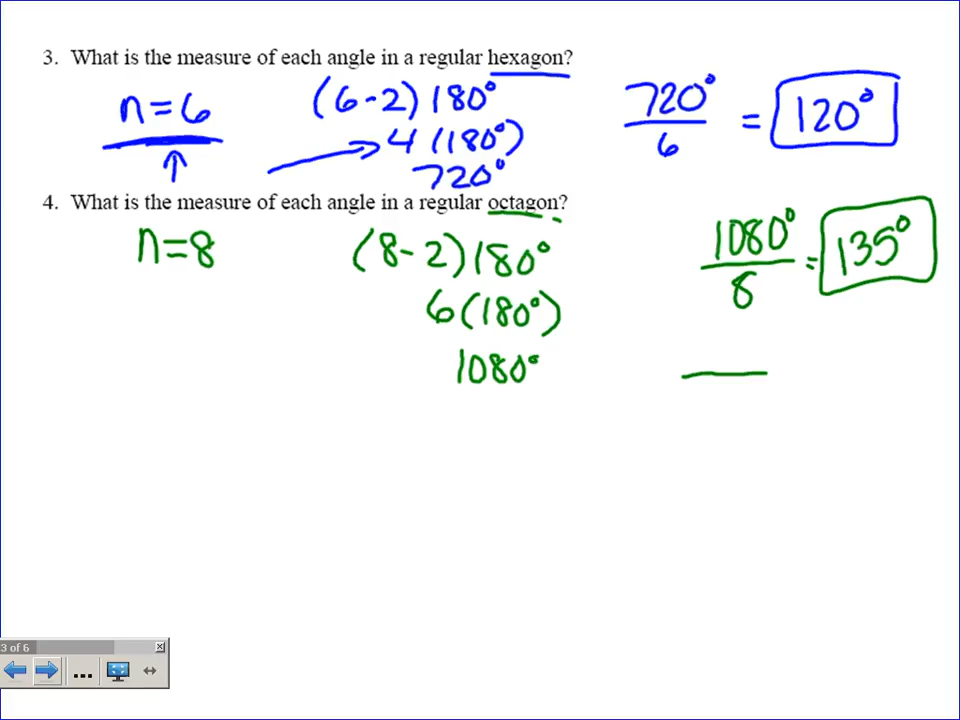 3. What is the measure of each angle in a regular hexagon?
n=6
(6-2)180°
4(180°)
720°
720°
6
= 120°
4. What is the measure of each angle in a regular octagon?
n=8
(8-2)180°
6(180°)
1080°
1080°
8
= 135°
3 of 6
...